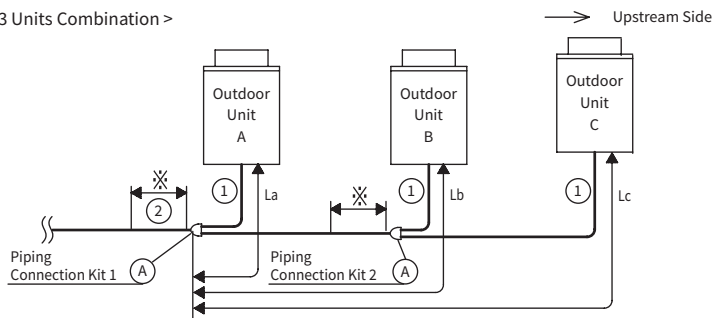 3 Units Combination >
Upstream Side
Outdoor
Unit
A
Outdoor
Unit
B
Outdoor
Unit
C
※
2
1
La
※
1
Lb
1
Lc
Piping
Connection Kit 1
A
Piping
Connection Kit 2
A